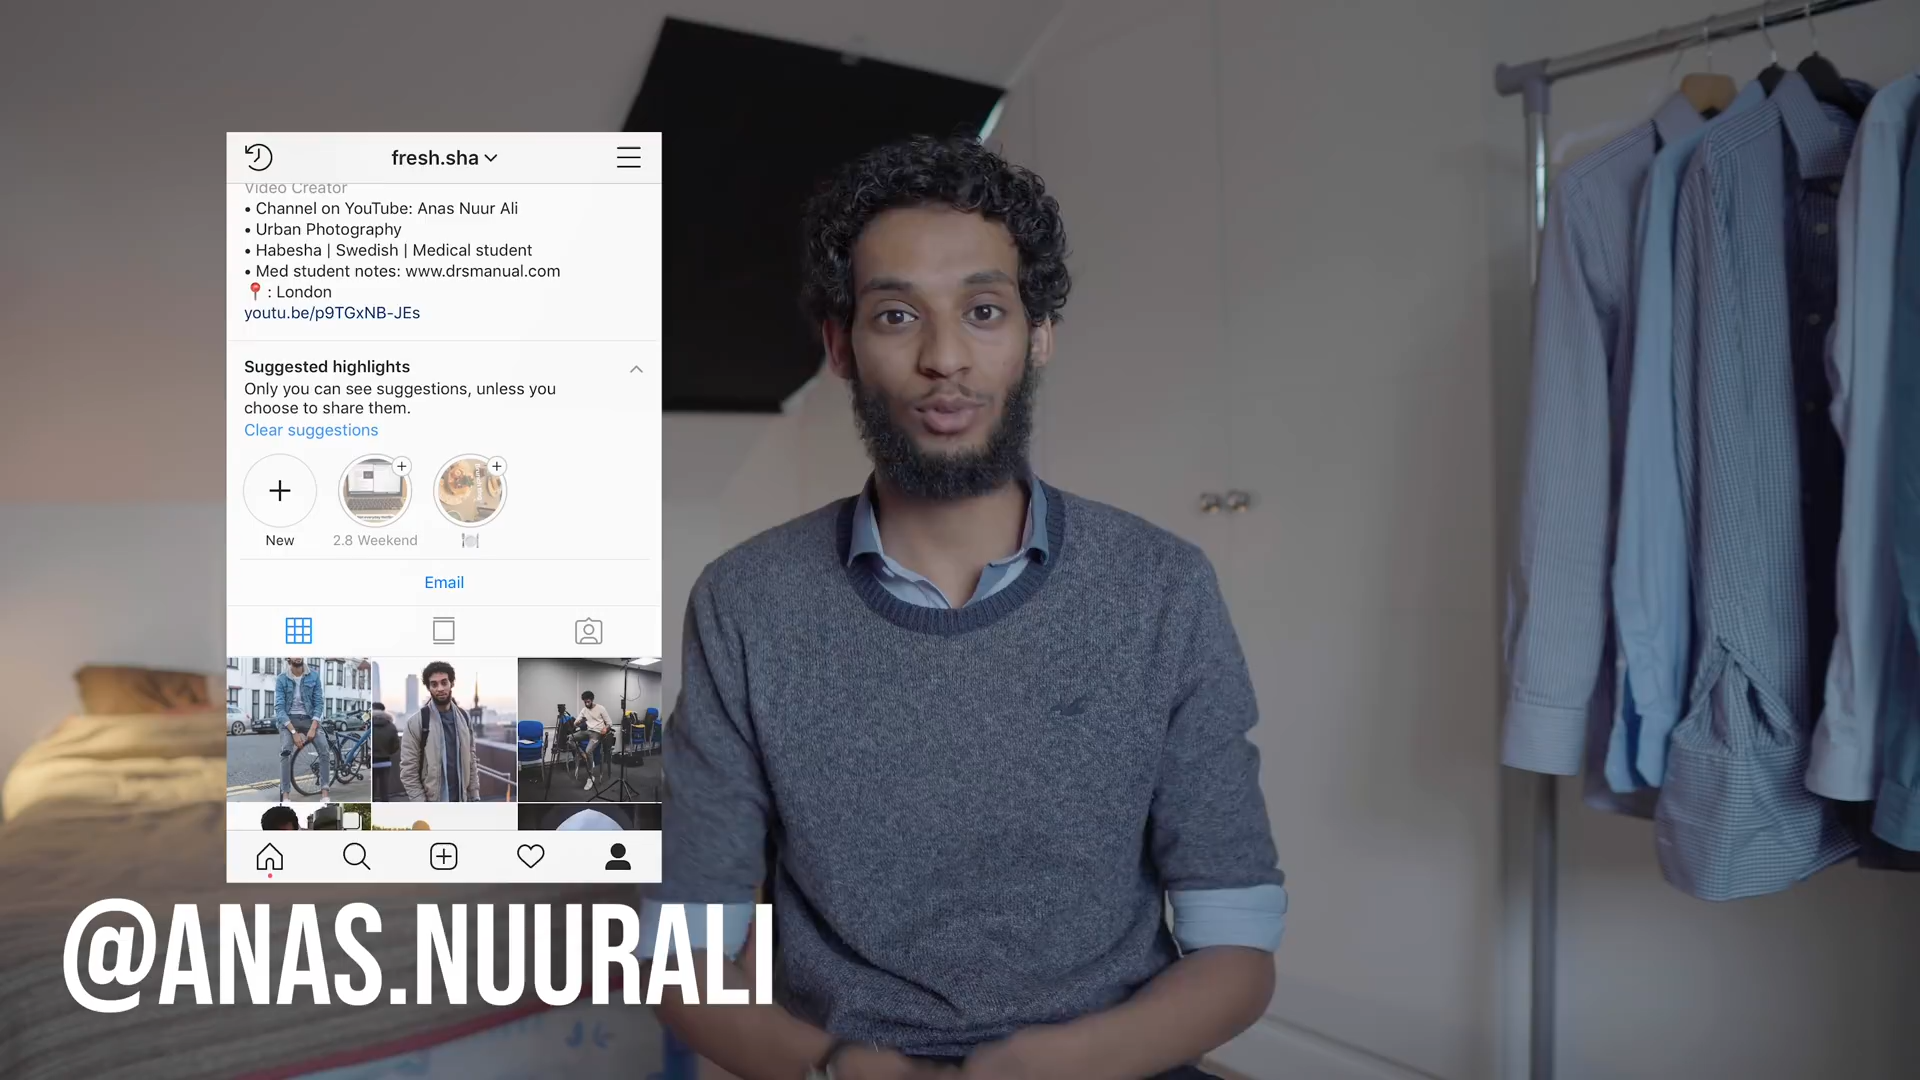 fresh.sha
Video Creator
• Channel on YouTube: Anas Nuur Ali
• Urban Photography
• Habesha | Swedish | Medical student
• Med student notes: www.drsmanual.com
📍 : London
youtu.be/p9TGxNB-JEs
Suggested highlights
Only you can see suggestions, unless you
choose to share them.
Clear suggestions
New
2.8 Weekend
🍽
Email
@ANAS.NUURALI